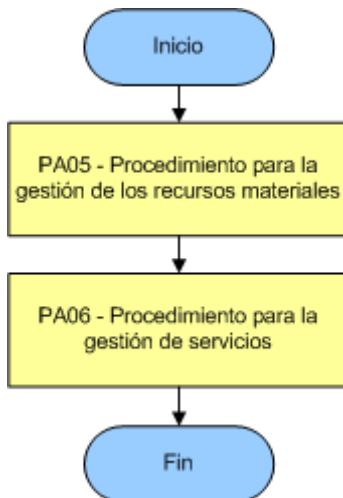 Inicio
PA05 - Procedimiento para la
gestión de los recursos materiales
PA06 - Procedimiento para la
gestión de servicios
Fin